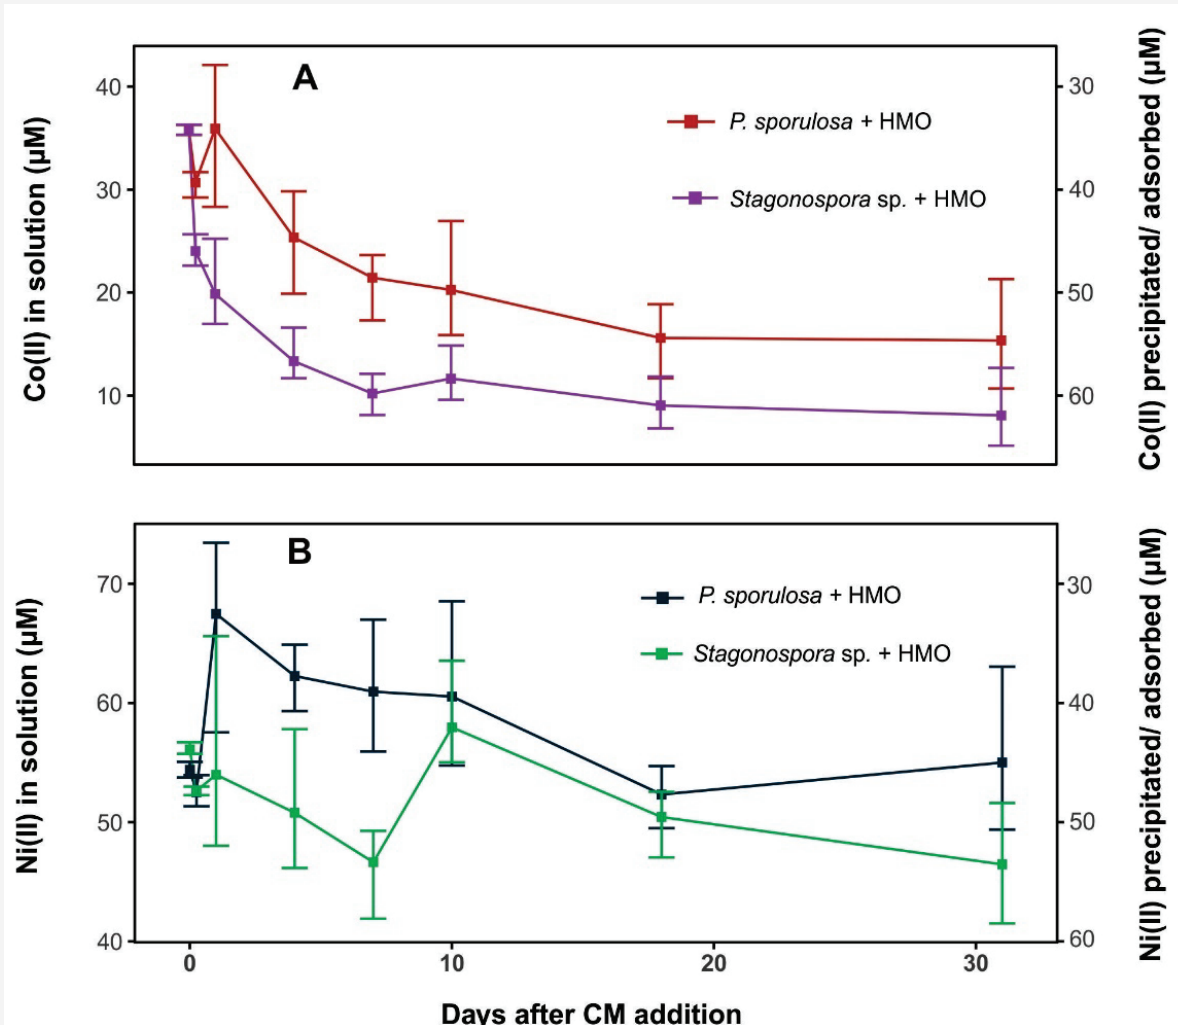 A
Co(II) in solution (µM)
40
30
20
10
P. sporulosa + HMO
Stagonospora sp. + HMO
30
40
50
60
Co(II) precipitated/ adsorbed (µM)
B
Ni(II) in solution (µM)
70
60
50
40
P. sporulosa + HMO
Stagonospora sp. + HMO
30
40
50
60
Ni(II) precipitated/ adsorbed (µM)
0 10 20 30
Days after CM addition